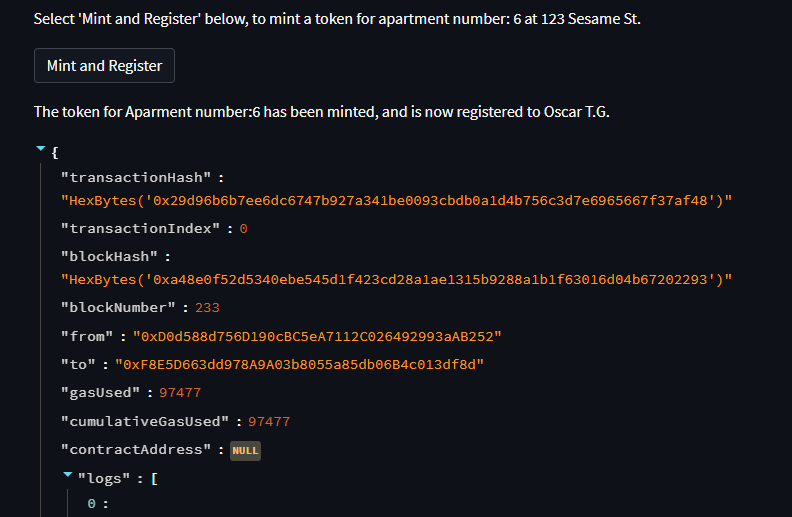 Select 'Mint and Register' below, to mint a token for apartment number: 6 at 123 Sesame St.
Mint and Register
The token for Aparment number:6 has been minted, and is now registered to Oscar T.G.
{
"transactionHash" :
"HexBytes('0x29d96b6b7ee6dc6747b927a341be0093cbdb0a1d4b756c3d7e6965667f37af48')"
"transactionIndex" : 0
"blockHash" :
"HexBytes('0xa48e0f52d5340ebe545d1f423cd28a1ae1315b9288a1b1f63016d04b67202293')"
"blockNumber" : 233
"from" : "0xD0d588d756D190cBC5eA7112C026492993aAB252"
"to" : "0xF8E5D663dd978A9A03b8055a85db06B4c013df8d"
"gasUsed" : 97477
"cumulativeGasUsed" : 97477
"contractAddress" : NULL
"logs" : [
0 :